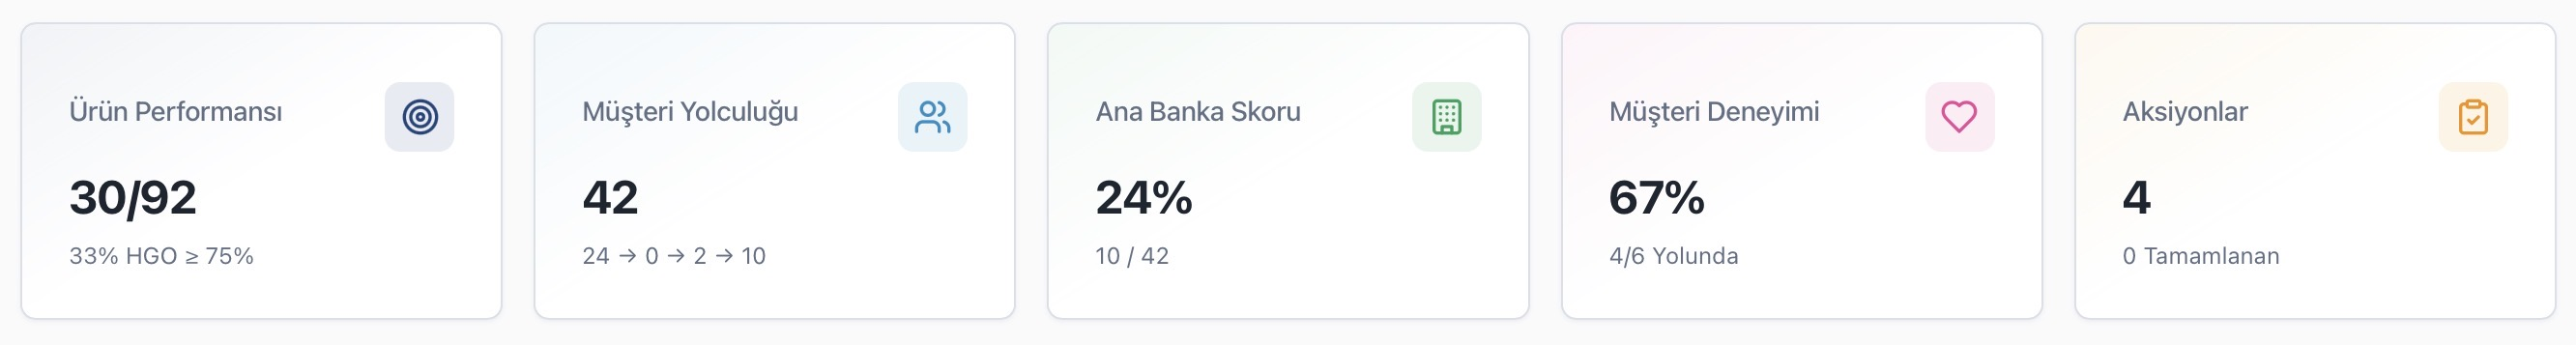 Ürün Performansı
30/92
33% HGO ≥ 75%
Müşteri Yolculuğu
42
24 → 0 → 2 → 10
Ana Banka Skoru
24%
10 / 42
Müşteri Deneyimi
67%
4/6 Yolunda
Aksiyonlar
4
0 Tamamlanan